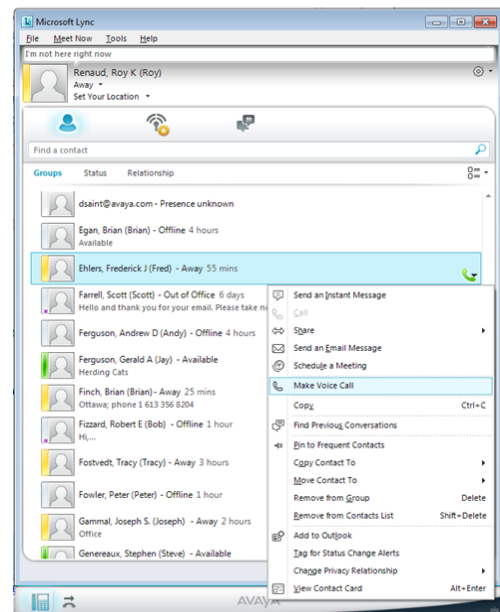 Microsoft Lync
File Meet Now Tools Help
I'm not here right now
Renaud, Roy K (Roy)
Away
Set Your Location
Find a contact
Groups Status Relationship
dsaint@avaya.com - Presence unknown
Egan, Brian (Brian) - Offline 4 hours
Available
Ehlers, Frederick J (Fred) - Away 55 mins
Farrell, Scott (Scott) - Out of Office 6 days
Hello and thank you for your email. Please take n
Ferguson, Andrew D (Andy) - Offline 4 hours
Ferguson, Gerald A (Jay) - Available
Herding Cats
Finch, Brian (Brian)- Away 25 mins
Ottawa; phone 1 613 356 8204
Fizzard, Robert E (Bob) - Offline 1 hour
Hi,...
Fostvedt, Tracy (Tracy) - Away 3 hours
Fowler, Peter (Peter) - Offline 1 hour
Gammal, Joseph S. (Joseph) - Away 2 hours
Office
Genereaux, Stephen (Steve) - Available
Send an Instant Message
Call
Share
Send an Email Message
Schedule a Meeting
Make Voice Call
Copy Ctrl+C
Find Previous Conversations
Pin to Frequent Contacts
Copy Contact To
Move Contact To
Remove from Group Delete
Remove from Contacts List Shift+Delete
Add to Outlook
Tag for Status Change Alerts
Change Privacy Relationship
View Contact Card Alt+Enter
AVAYA